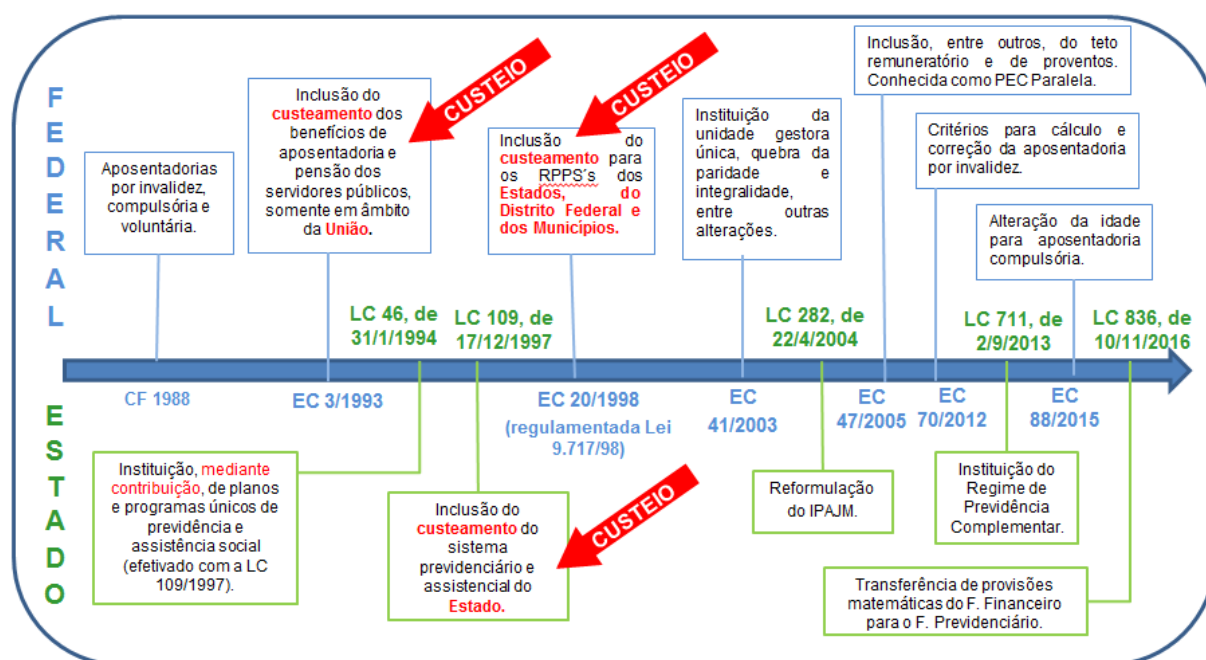 FEDERAL
Aposentadorias
por invalidez,
compulsória e
voluntária.
Inclusão do
custeamento dos
benefícios de
aposentadoria e
pensão dos
servidores públicos,
somente em âmbito
da União.
CUSTEIO
Inclusão do
custeamento para
os RPPS´s dos
Estados, do
Distrito Federal e
dos Municípios.
CUSTEIO
Instituição da
unidade gestora
única, quebra da
paridade e
integralidade,
entre outras
alterações.
Inclusão, entre outros, do teto
remuneratório e de proventos.
Conhecida como PEC Paralela.
Critérios para cálculo e
correção da aposentadoria
por invalidez.
Alteração da idade
para aposentadoria
compulsória.
LC 46, de
31/1/1994
LC 109, de
17/12/1997
LC 282, de
22/4/2004
LC 711, de
2/9/2013
LC 836, de
10/11/2016
CF 1988
EC 3/1993
EC 20/1998
(regulamentada Lei
9.717/98)
EC
41/2003
EC
47/2005
EC
70/2012
EC
88/2015
ESTADO
Instituição, mediante
contribuição, de planos
e programas únicos de
previdência e
assistência social
(efetivado com a LC
109/1997).
Inclusão do
custeamento do
sistema
previdenciário e
assistencial do
Estado.
CUSTEIO
Reformulação
do IPAJM.
Instituição do
Regime de
Previdência
Complementar.
Transferência de provisões
matemáticas do F. Financeiro
para o F. Previdenciário.